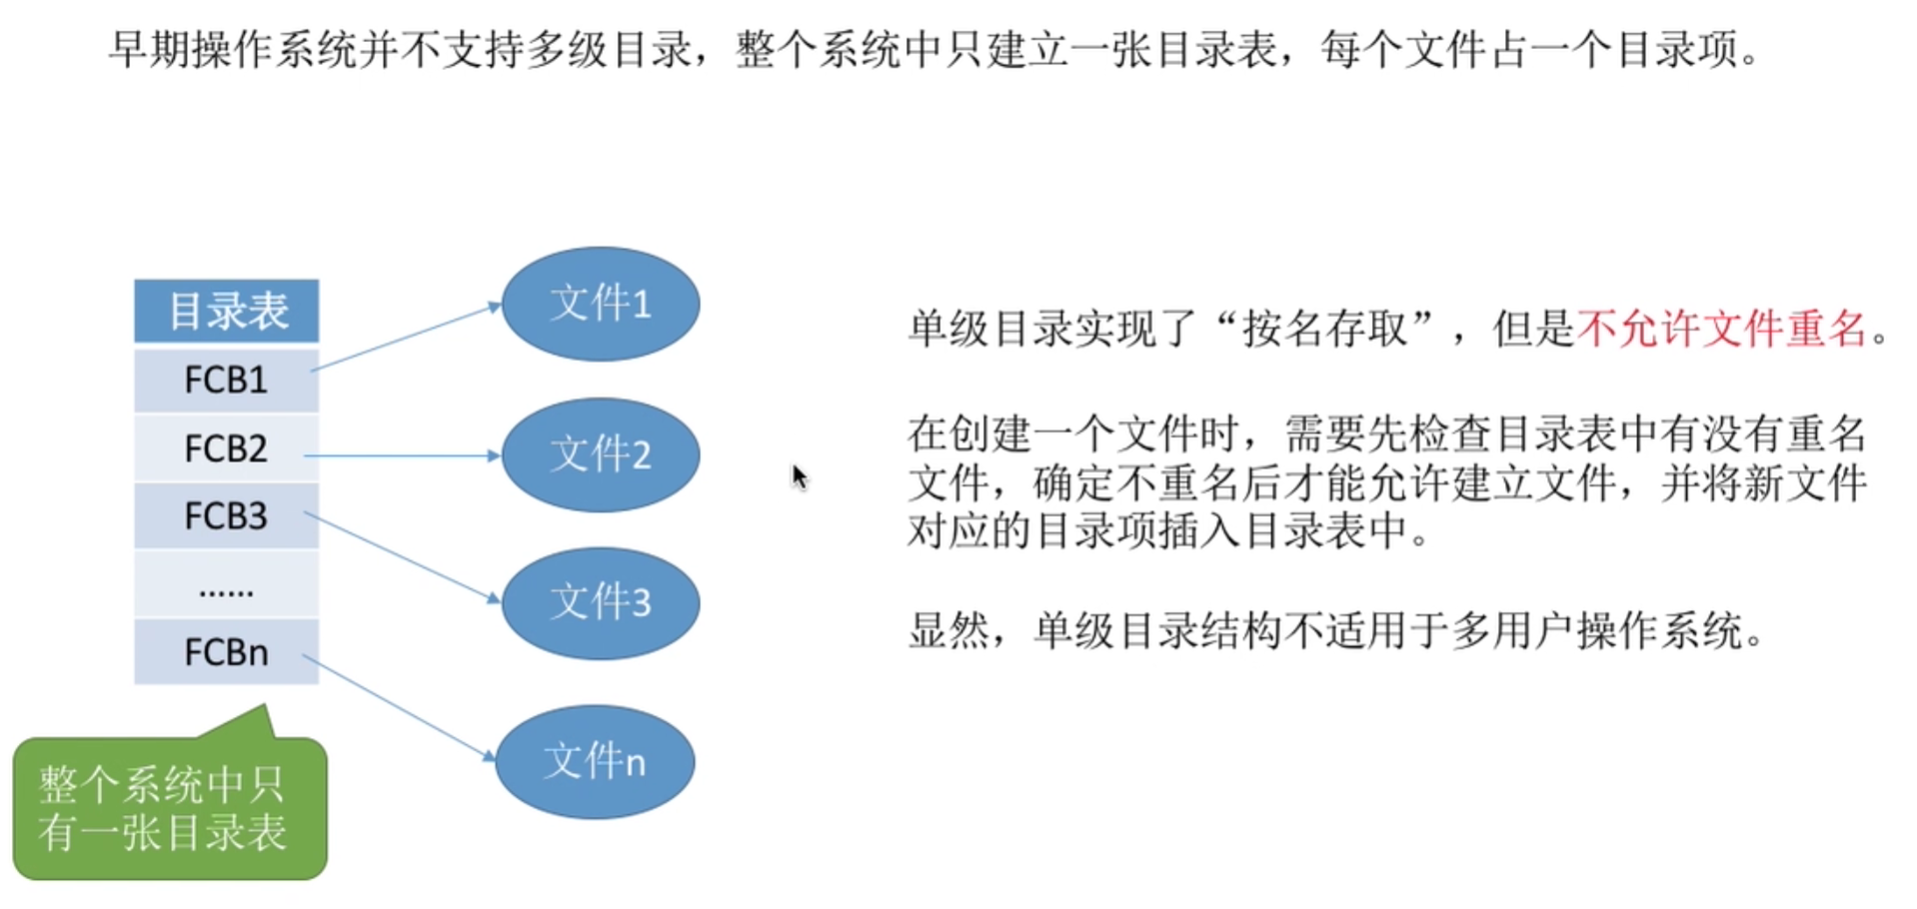 早期操作系统并不支持多级目录，整个系统中只建立一张目录表，每个文件占一个目录项。
目录表
FCB1
FCB2
FCB3
......
FCBn
文件1
文件2
文件3
文件n
整个系统中只
有一张目录表
单级目录实现了“按名存取”，但是不允许文件重名。
在创建一个文件时，需要先检查目录表中有没有重名
文件，确定不重名后才能允许建立文件，并将新文件
对应的目录项插入目录表中。
显然，单级目录结构不适用于多用户操作系统。